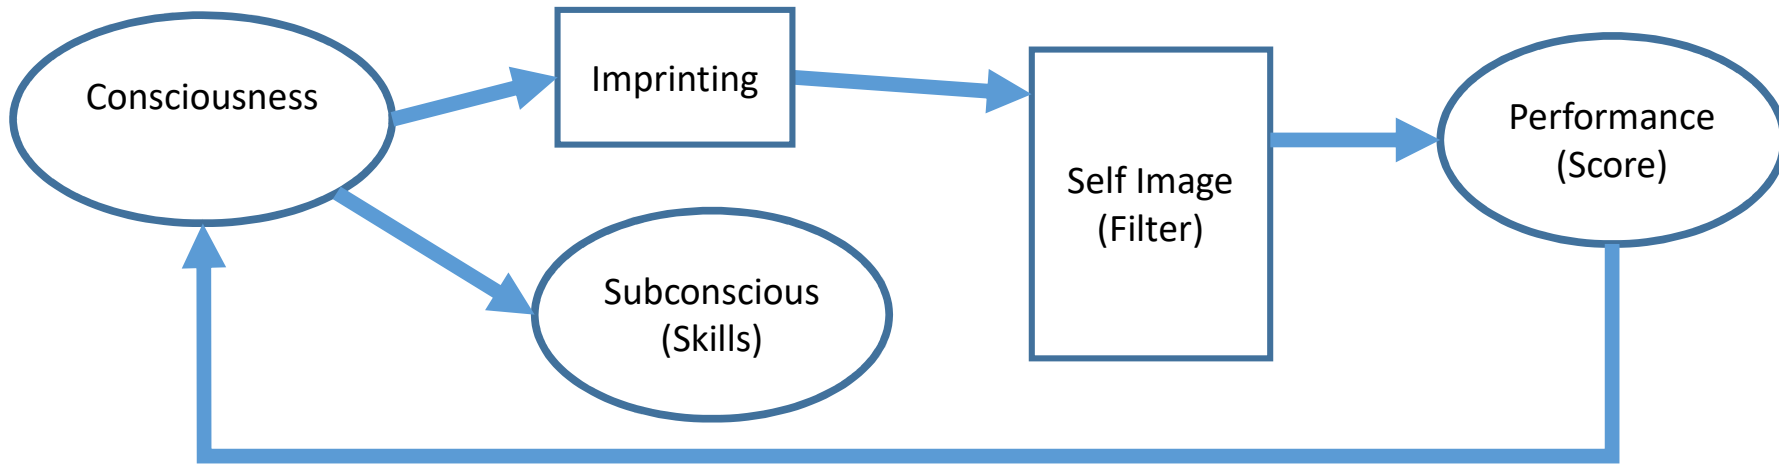 Consciousness
Imprinting
Self Image
(Filter)
Performance
(Score)
Subconscious
(Skills)